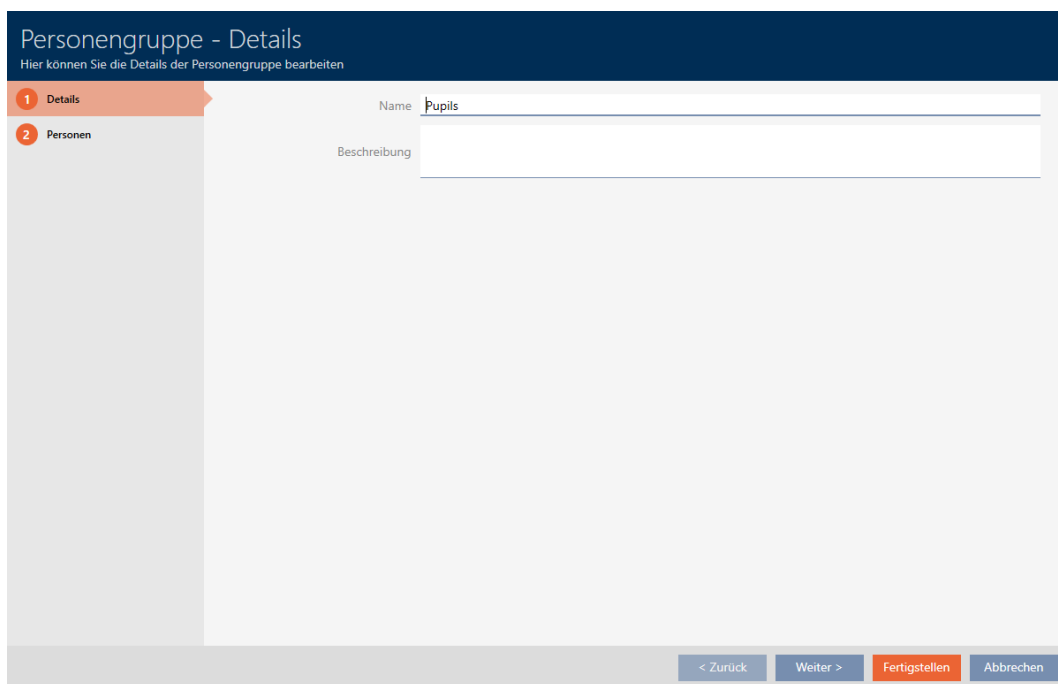 Personengruppe - Details
Hier können Sie die Details der Personengruppe bearbeiten
1 Details
2 Personen
Name Pupils
Beschreibung
< Zurück Weiter > Fertigstellen Abbrechen